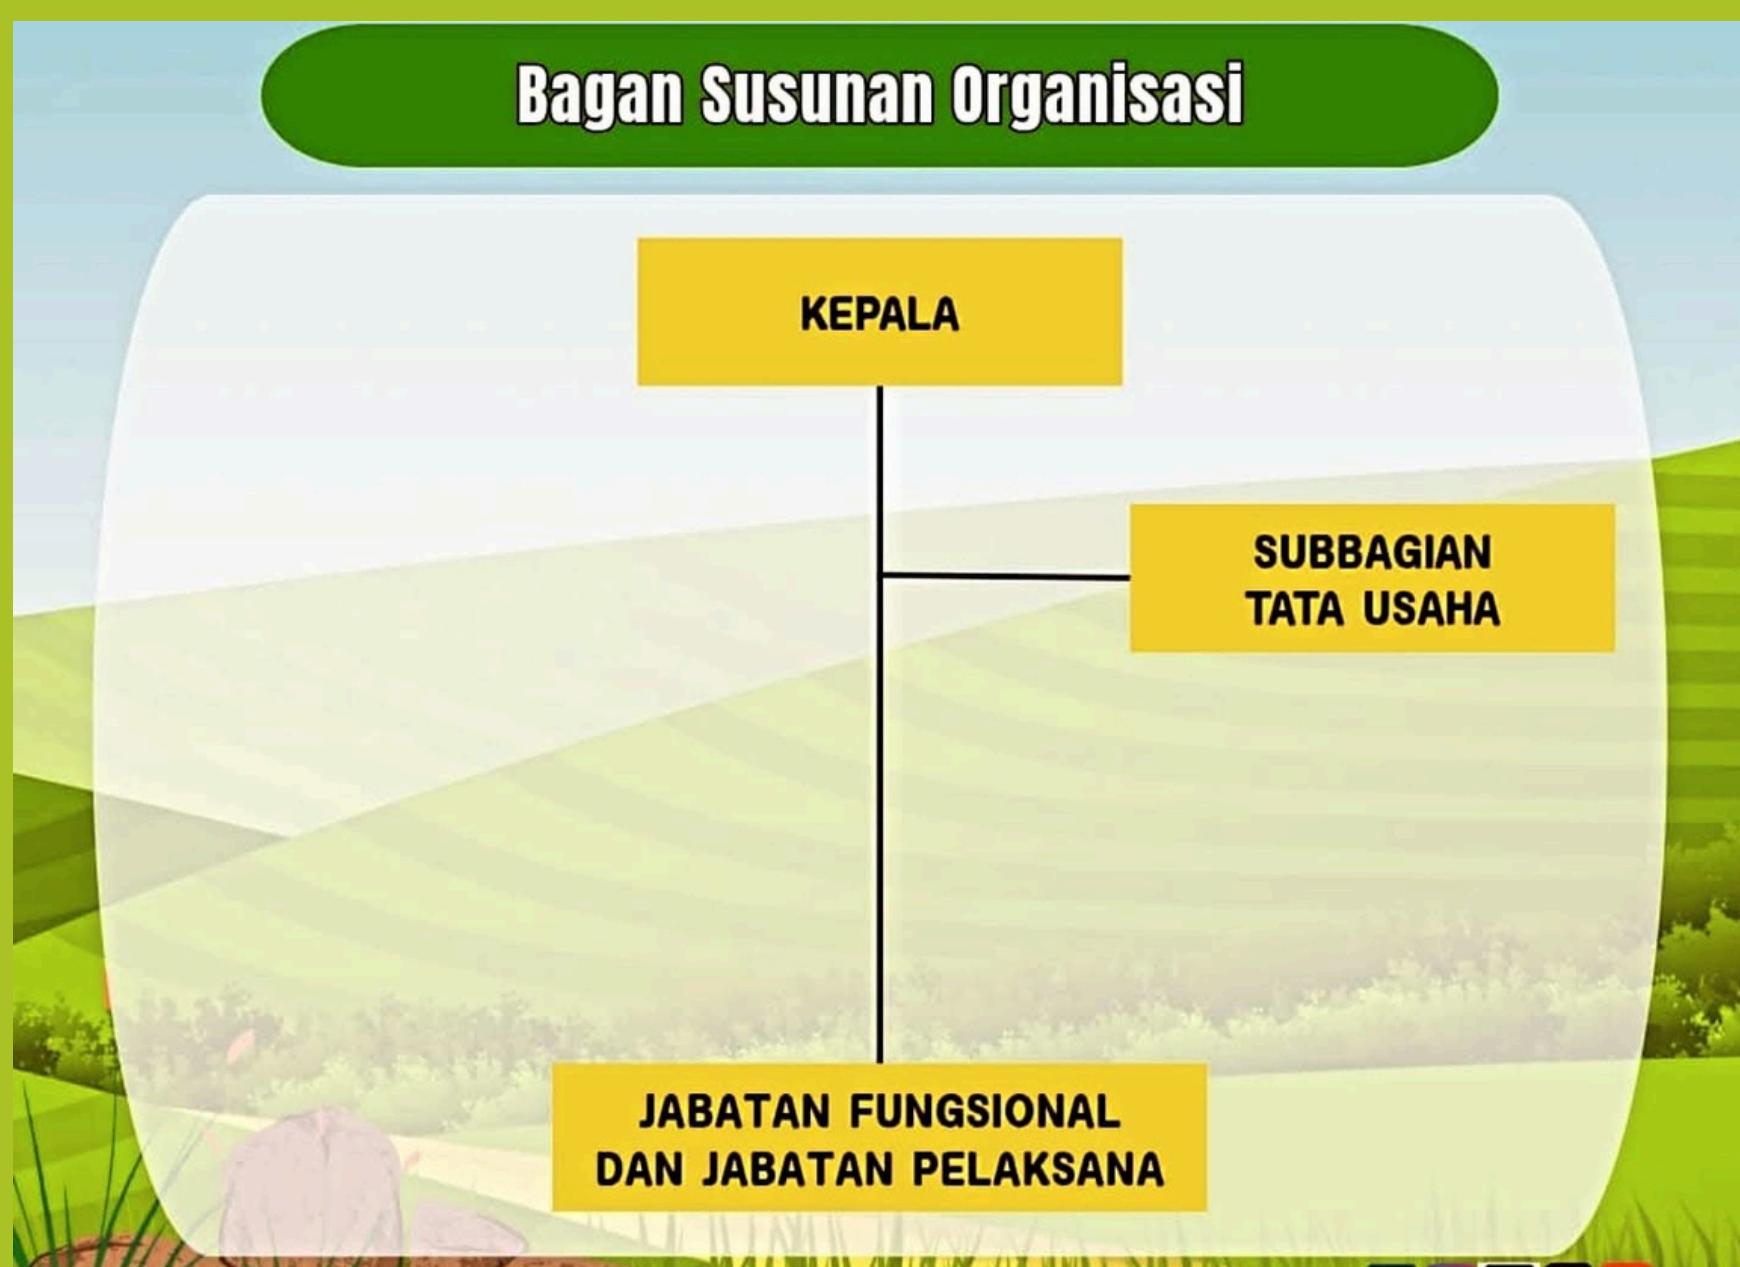 Bagan Susunan Organisasi
KEPALA
SUBBAGIAN
TATA USAHA
JABATAN FUNGSIONAL
DAN JABATAN PELAKSANA